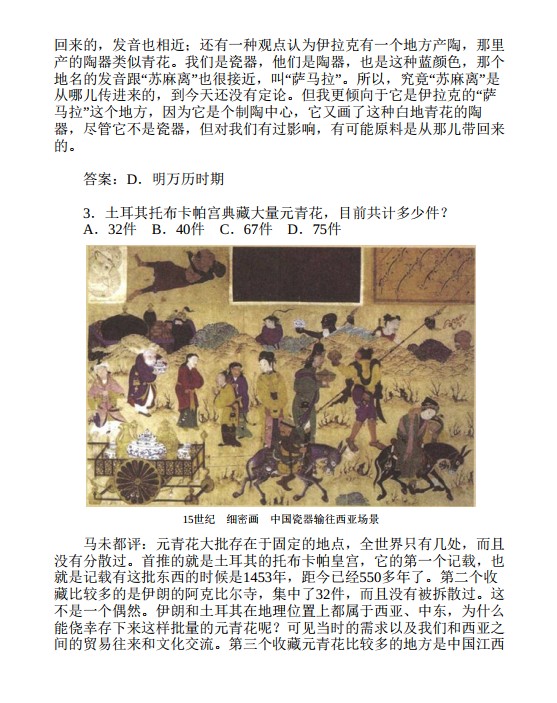 回来的，发音也相近；还有一种观点认为伊拉克有一个地方产陶，那里
产的陶器类似青花。我们是瓷器，他们是陶器，也是这种蓝颜色，那个
地名的发音跟“苏麻离”也很接近，叫“萨马拉”。所以，究竟“苏麻离”是
从哪儿传进来的，到今天还没有定论。但我更倾向于它是伊拉克的“萨
马拉”这个地方，因为它是个制陶中心，它又画了这种白地青花的陶
器，尽管它不是瓷器，但对我们有过影响，有可能原料是从那儿带回来
的。
答案：D．明万历时期
3．土耳其托布卡帕宫典藏大量元青花，目前共计多少件？
A．32件　B．40件　C．67件　D．75件
15世纪　细密画　中国瓷器输往西亚场景
马未都评：元青花大批存在于固定的地点，全世界只有几处，而且
没有分散过。首推的就是土耳其的托布卡帕皇宫，它的第一个记载，也
就是记载有这批东西的时候是1453年，距今已经550多年了。第二个收
藏比较多的是伊朗的阿克比尔寺，集中了32件，而且没有被拆散过。这
不是一个偶然。伊朗和土耳其在地理位置上都属于西亚、中东，为什么
能侥幸存下来这样批量的元青花呢？可见当时的需求以及我们和西亚之
间的贸易往来和文化交流。第三个收藏元青花比较多的地方是中国江西